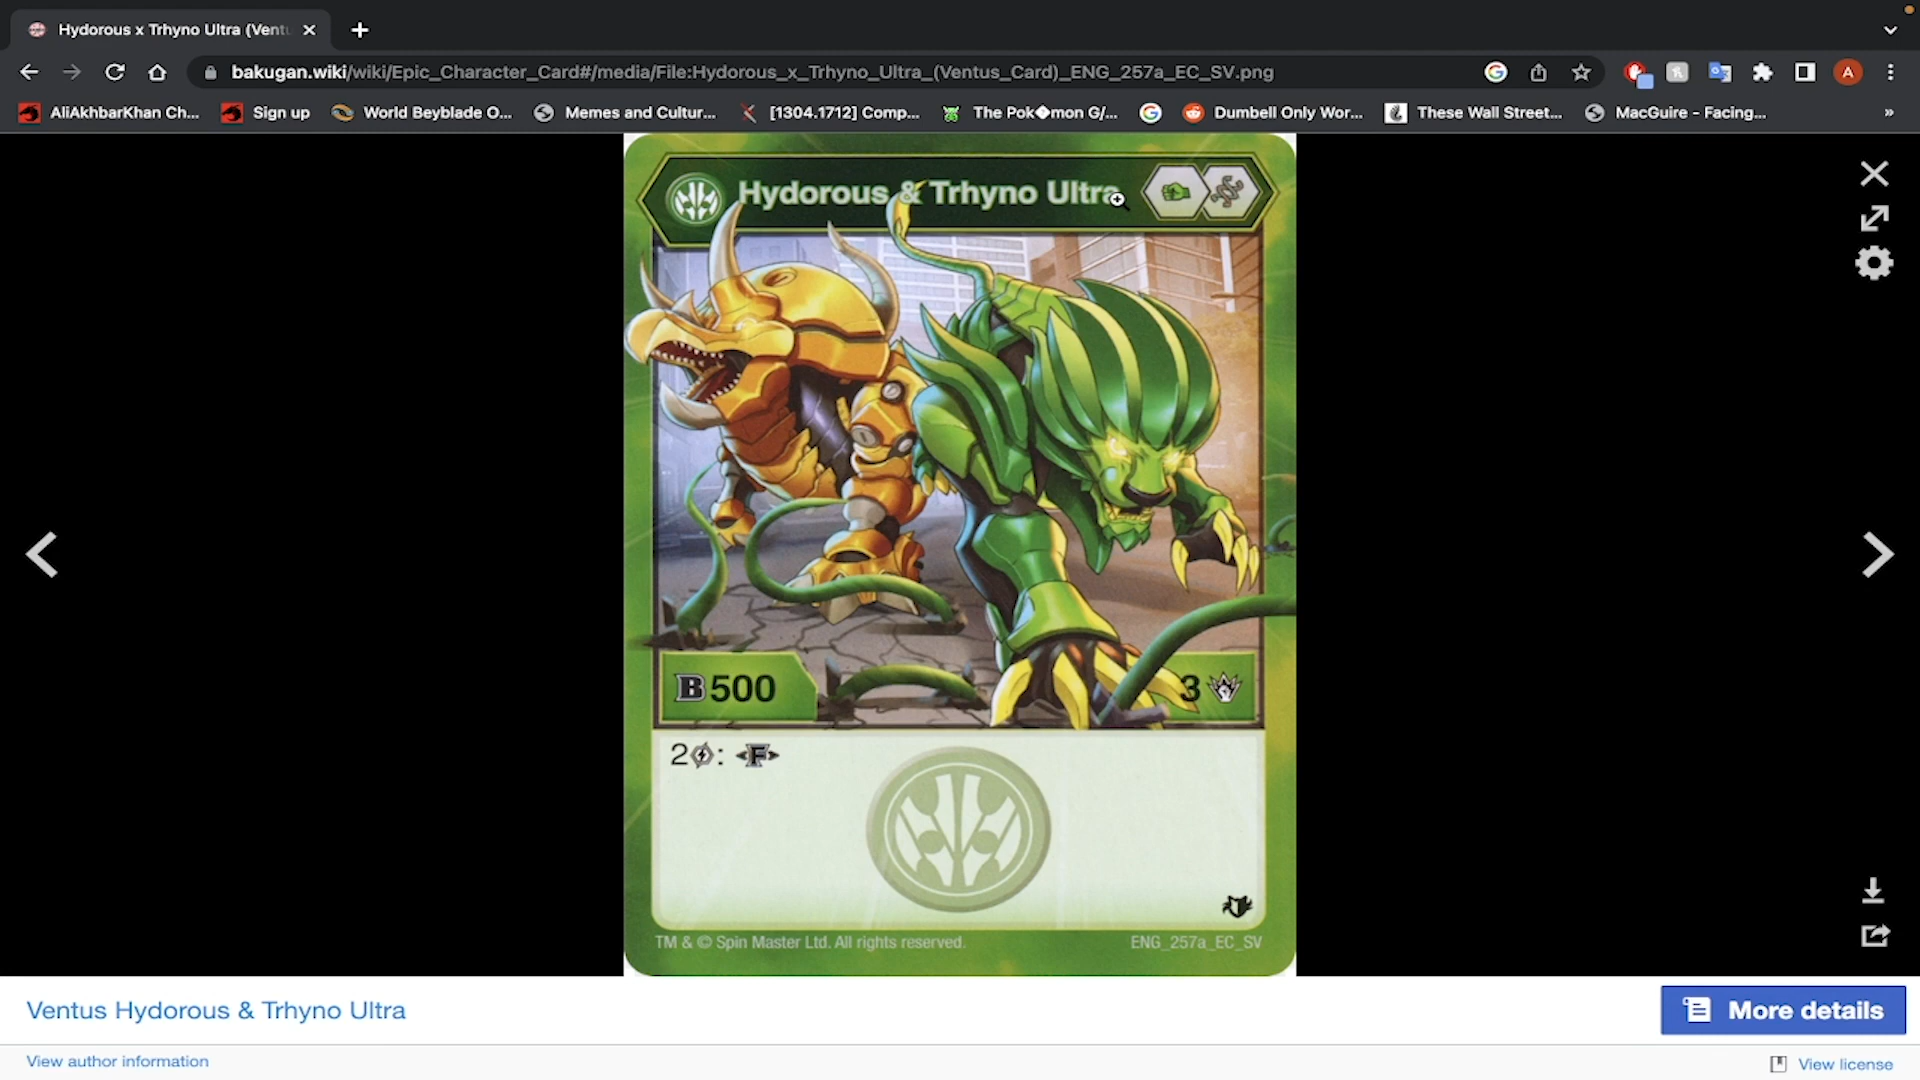 Hydorous x Trhyno Ultra (Vent
bakugan.wiki/wiki/Epic_Character_Card#/media/File:Hydorous_x_Trhyno_Ultra_(Ventus_Card)_ENG_257a_EC_SV.png
A
AliAkhbarKhan Ch...
Sign up
World Beyblade O...
Memes and Cultur...
[1304.1712] Comp...
The Pok�mon G/...
Dumbell Only Wor...
These Wall Street...
MacGuire - Facing...
»
Hydorous & Trhyno Ultra
B 500
3
2 : F
TM & © Spin Master Ltd. All rights reserved.
ENG_257a_EC_SV
Ventus Hydorous & Trhyno Ultra
More details
View author information
View license